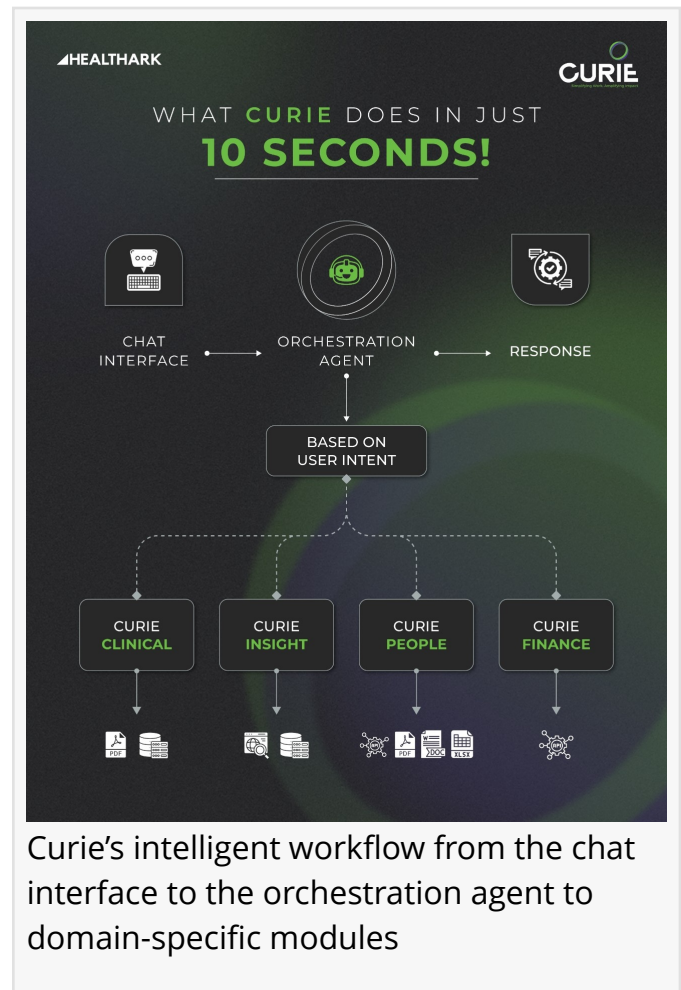 HEALTHARK
CURIE
WHAT CURIE DOES IN JUST
10 SECONDS!
CHAT
INTERFACE
ORCHESTRATION
AGENT
RESPONSE
BASED ON
USER INTENT
CURIE
CLINICAL
CURIE
INSIGHT
CURIE
PEOPLE
CURIE
FINANCE
PDF
API
PDF
DOC
XLSX
API
Curie’s intelligent workflow from the chat
interface to the orchestration agent to
domain-specific modules